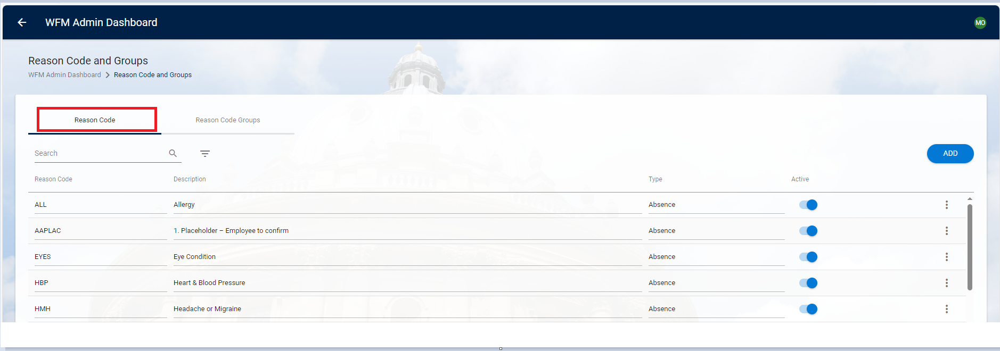 WFM Admin Dashboard
MO
Reason Code and Groups
WFM Admin Dashboard > Reason Code and Groups
Reason Code Reason Code Groups
Search
ADD
Reason Code Description Type Active
ALL Allergy Absence
AAPLAC 1. Placeholder – Employee to confirm Absence
EYES Eye Condition Absence
HBP Heart & Blood Pressure Absence
HMH Headache or Migraine Absence